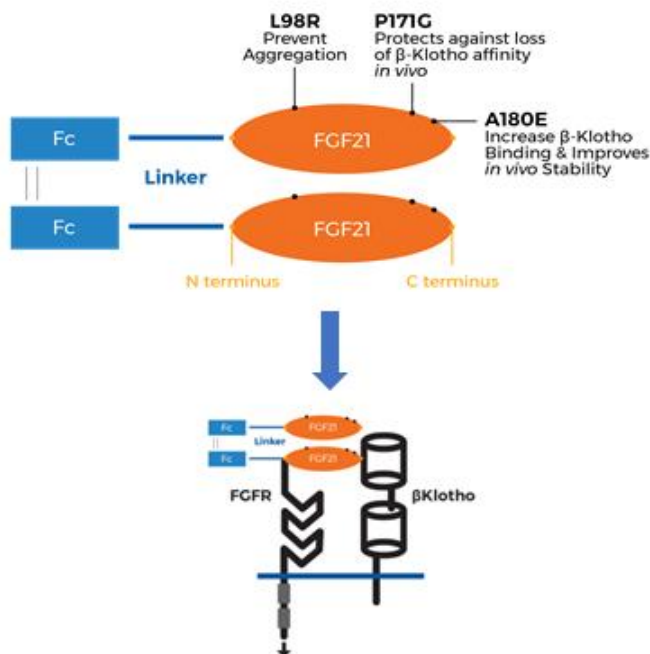 L98R
Prevent
Aggregation
P171G
Protects against loss
of β-Klotho affinity
in vivo
A180E
Increase β-Klotho
Binding & Improves
in vivo Stability
Fc
FGF21
Linker
Fc
FGF21
N terminus
C terminus
Fc
FGF21
Linker
Fc
FGF21
FGFR
βKlotho